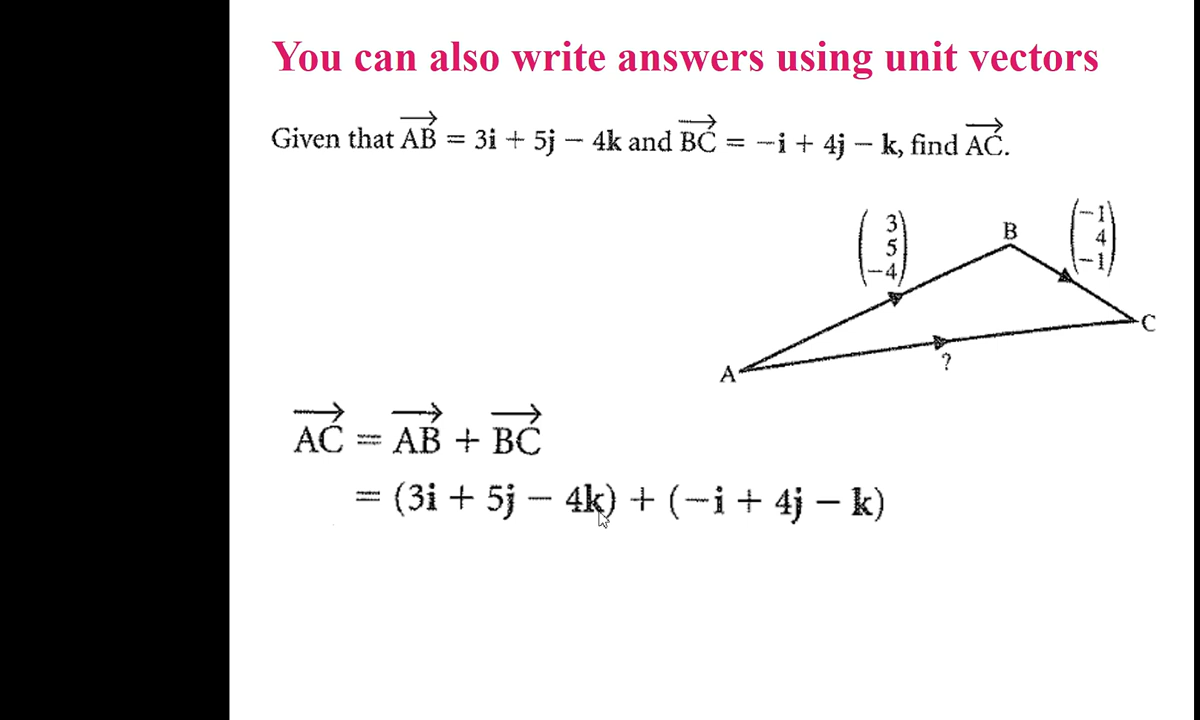 You can also write answers using unit vectors
Given that AB = 3i + 5j − 4k and BC = −i + 4j − k, find AC.
3
5
−4
B
−1
4
−1
C
A
?
AC = AB + BC
= (3i + 5j − 4k) + (−i + 4j − k)